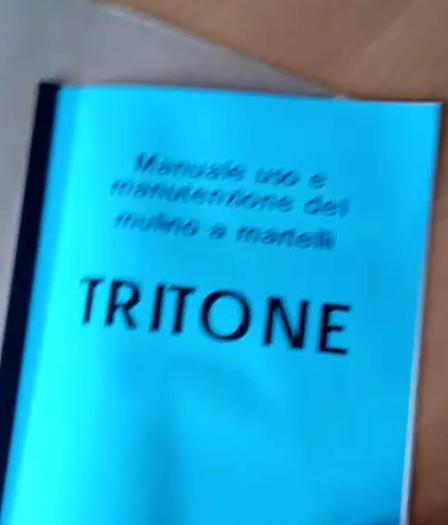 Manuale uso e
manutenzione del
mulino a martelli
TRITONE